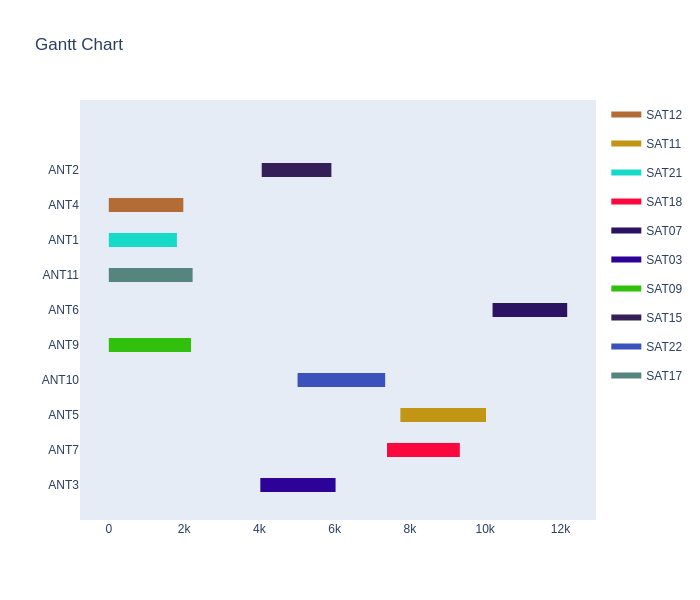 Gantt Chart
ANT2
ANT4
ANT1
ANT11
ANT6
ANT9
ANT10
ANT5
ANT7
ANT3
0 2k 4k 6k 8k 10k 12k
SAT12
SAT11
SAT21
SAT18
SAT07
SAT03
SAT09
SAT15
SAT22
SAT17